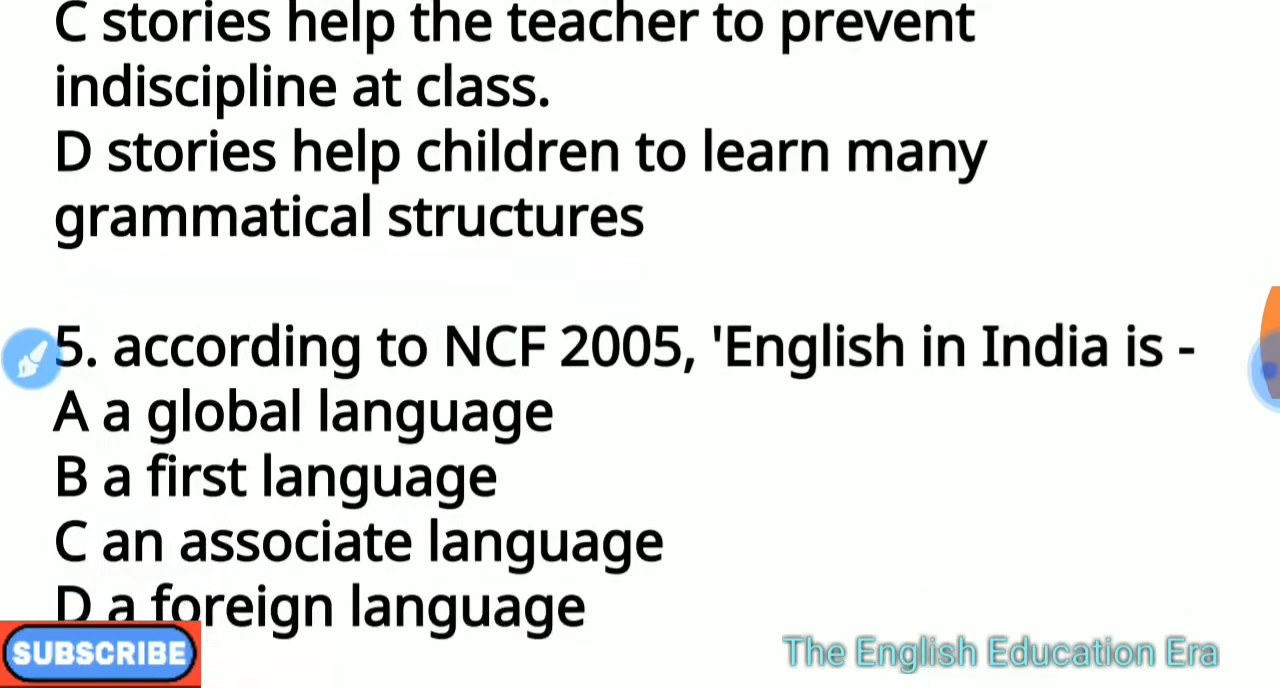 C stories help the teacher to prevent
indiscipline at class.
D stories help children to learn many
grammatical structures
5. according to NCF 2005, 'English in India is -
A a global language
B a first language
C an associate language
D a foreign language
SUBSCRIBE
The English Education Era